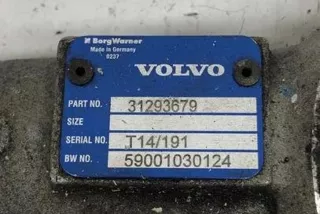 BorgWarner
Made in Germany
0237
VOLVO
PART NO. 31293679
SIZE
SERIAL NO. T14/191
BW NO. 59001030124